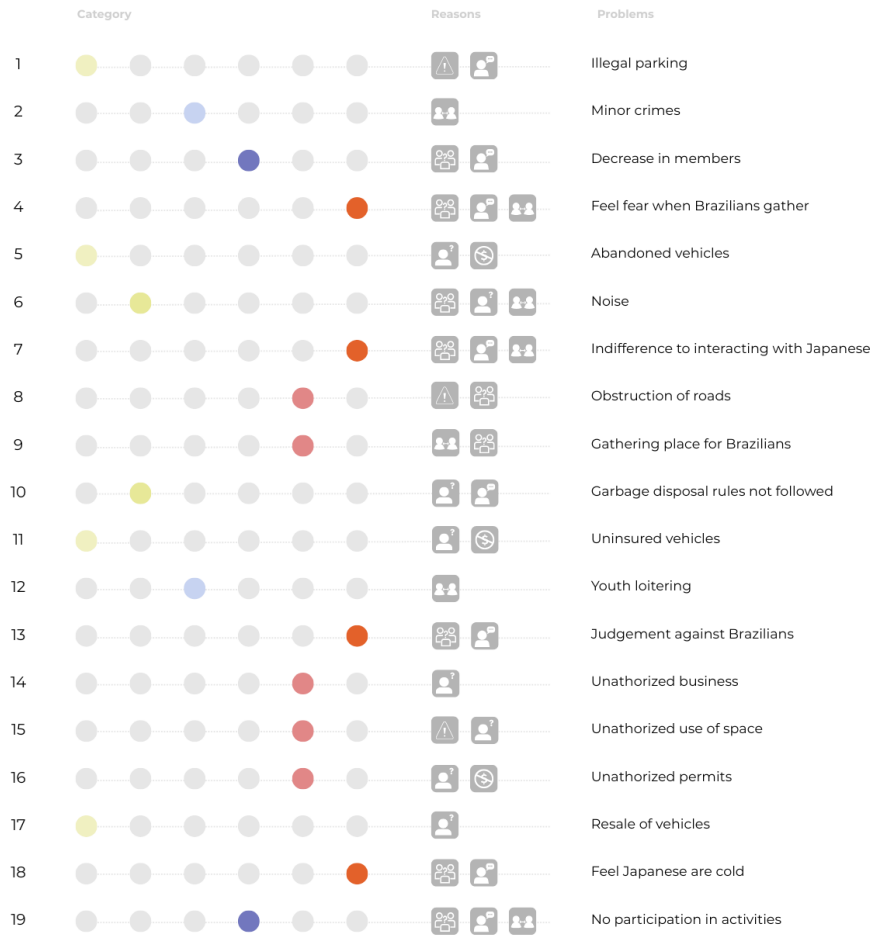 Category Reasons Problems
1 Illegal parking
2 Minor crimes
3 Decrease in members
4 Feel fear when Brazilians gather
5 Abandoned vehicles
6 Noise
7 Indifference to interacting with Japanese
8 Obstruction of roads
9 Gathering place for Brazilians
10 Garbage disposal rules not followed
11 Uninsured vehicles
12 Youth loitering
13 Judgement against Brazilians
14 Unathorized business
15 Unathorized use of space
16 Unathorized permits
17 Resale of vehicles
18 Feel Japanese are cold
19 No participation in activities